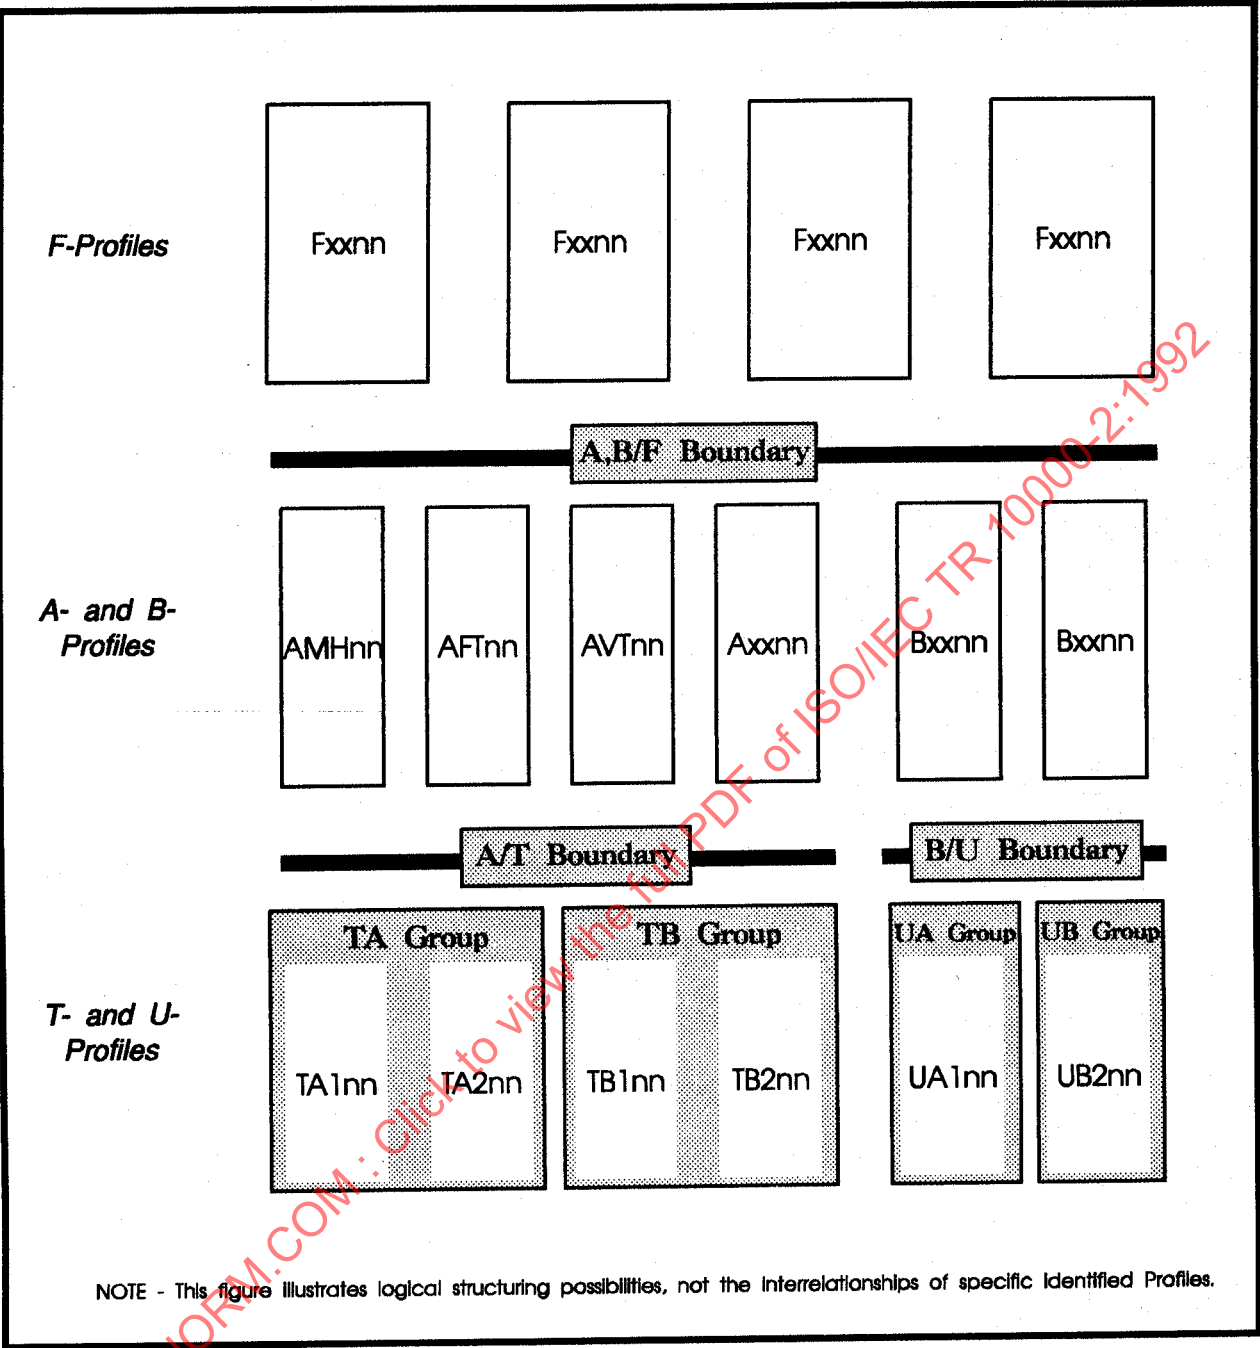 F-Profiles
Fxxnn Fxxnn Fxxnn Fxxnn
A,B/F Boundary
A- and B-
Profiles
AMHnn AFTnn AVTnn Axxnn Bxxnn Bxxnn
A/T Boundary B/U Boundary
TA Group TB Group UA Group UB Group
T- and U-
Profiles
TA1nn TA2nn TB1nn TB2nn UA1nn UB2nn
NOTE - This figure illustrates logical structuring possibilities, not the interrelationships of specific identified Profiles.
NORM.COM : Click to view the full PDF of ISO/IEC TR 10000-2:1992